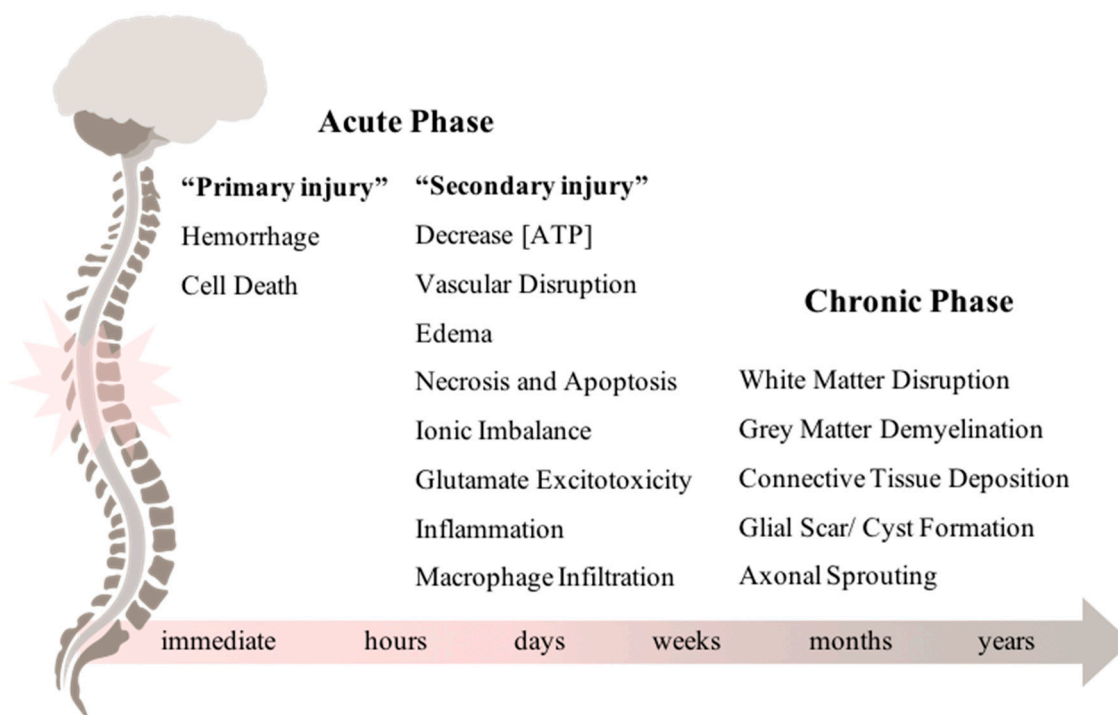 Acute Phase
“Primary injury”
Hemorrhage
Cell Death
“Secondary injury”
Decrease [ATP]
Vascular Disruption
Edema
Necrosis and Apoptosis
Ionic Imbalance
Glutamate Excitotoxicity
Inflammation
Macrophage Infiltration
Chronic Phase
White Matter Disruption
Grey Matter Demyelination
Connective Tissue Deposition
Glial Scar/ Cyst Formation
Axonal Sprouting
immediate hours days weeks months years